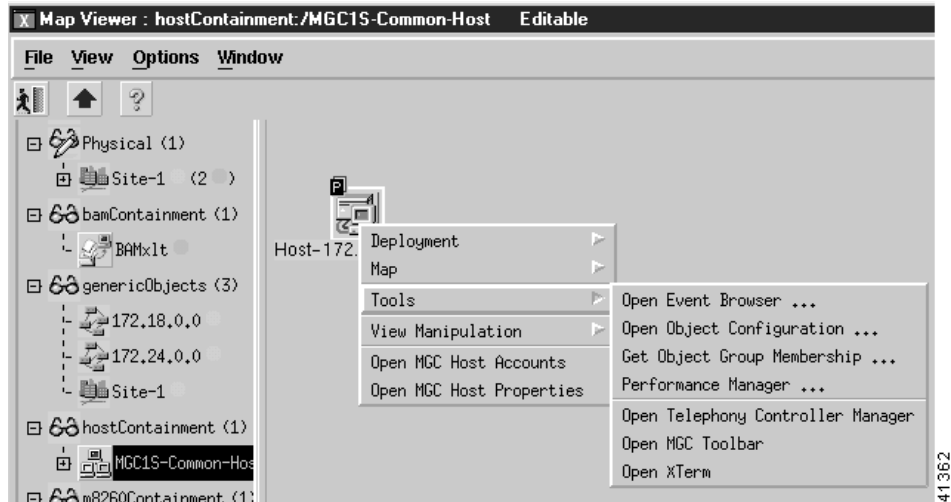 X Map Viewer : hostContainment:/MGC1S-Common-Host Editable
File View Options Window
?
Physical (1)
Site-1 (2 )
bamContainment (1)
BAMxlt
genericObjects (3)
172.18.0.0
172.24.0.0
Site-1
hostContainment (1)
MGC1S-Common-Hos
m8260Containment (1)
P
Host-172.
Deployment
Map
Tools
View Manipulation
Open MGC Host Accounts
Open MGC Host Properties
Open Event Browser ...
Open Object Configuration ...
Get Object Group Membership ...
Performance Manager ...
Open Telephony Controller Manager
Open MGC Toolbar
Open XTerm
41362